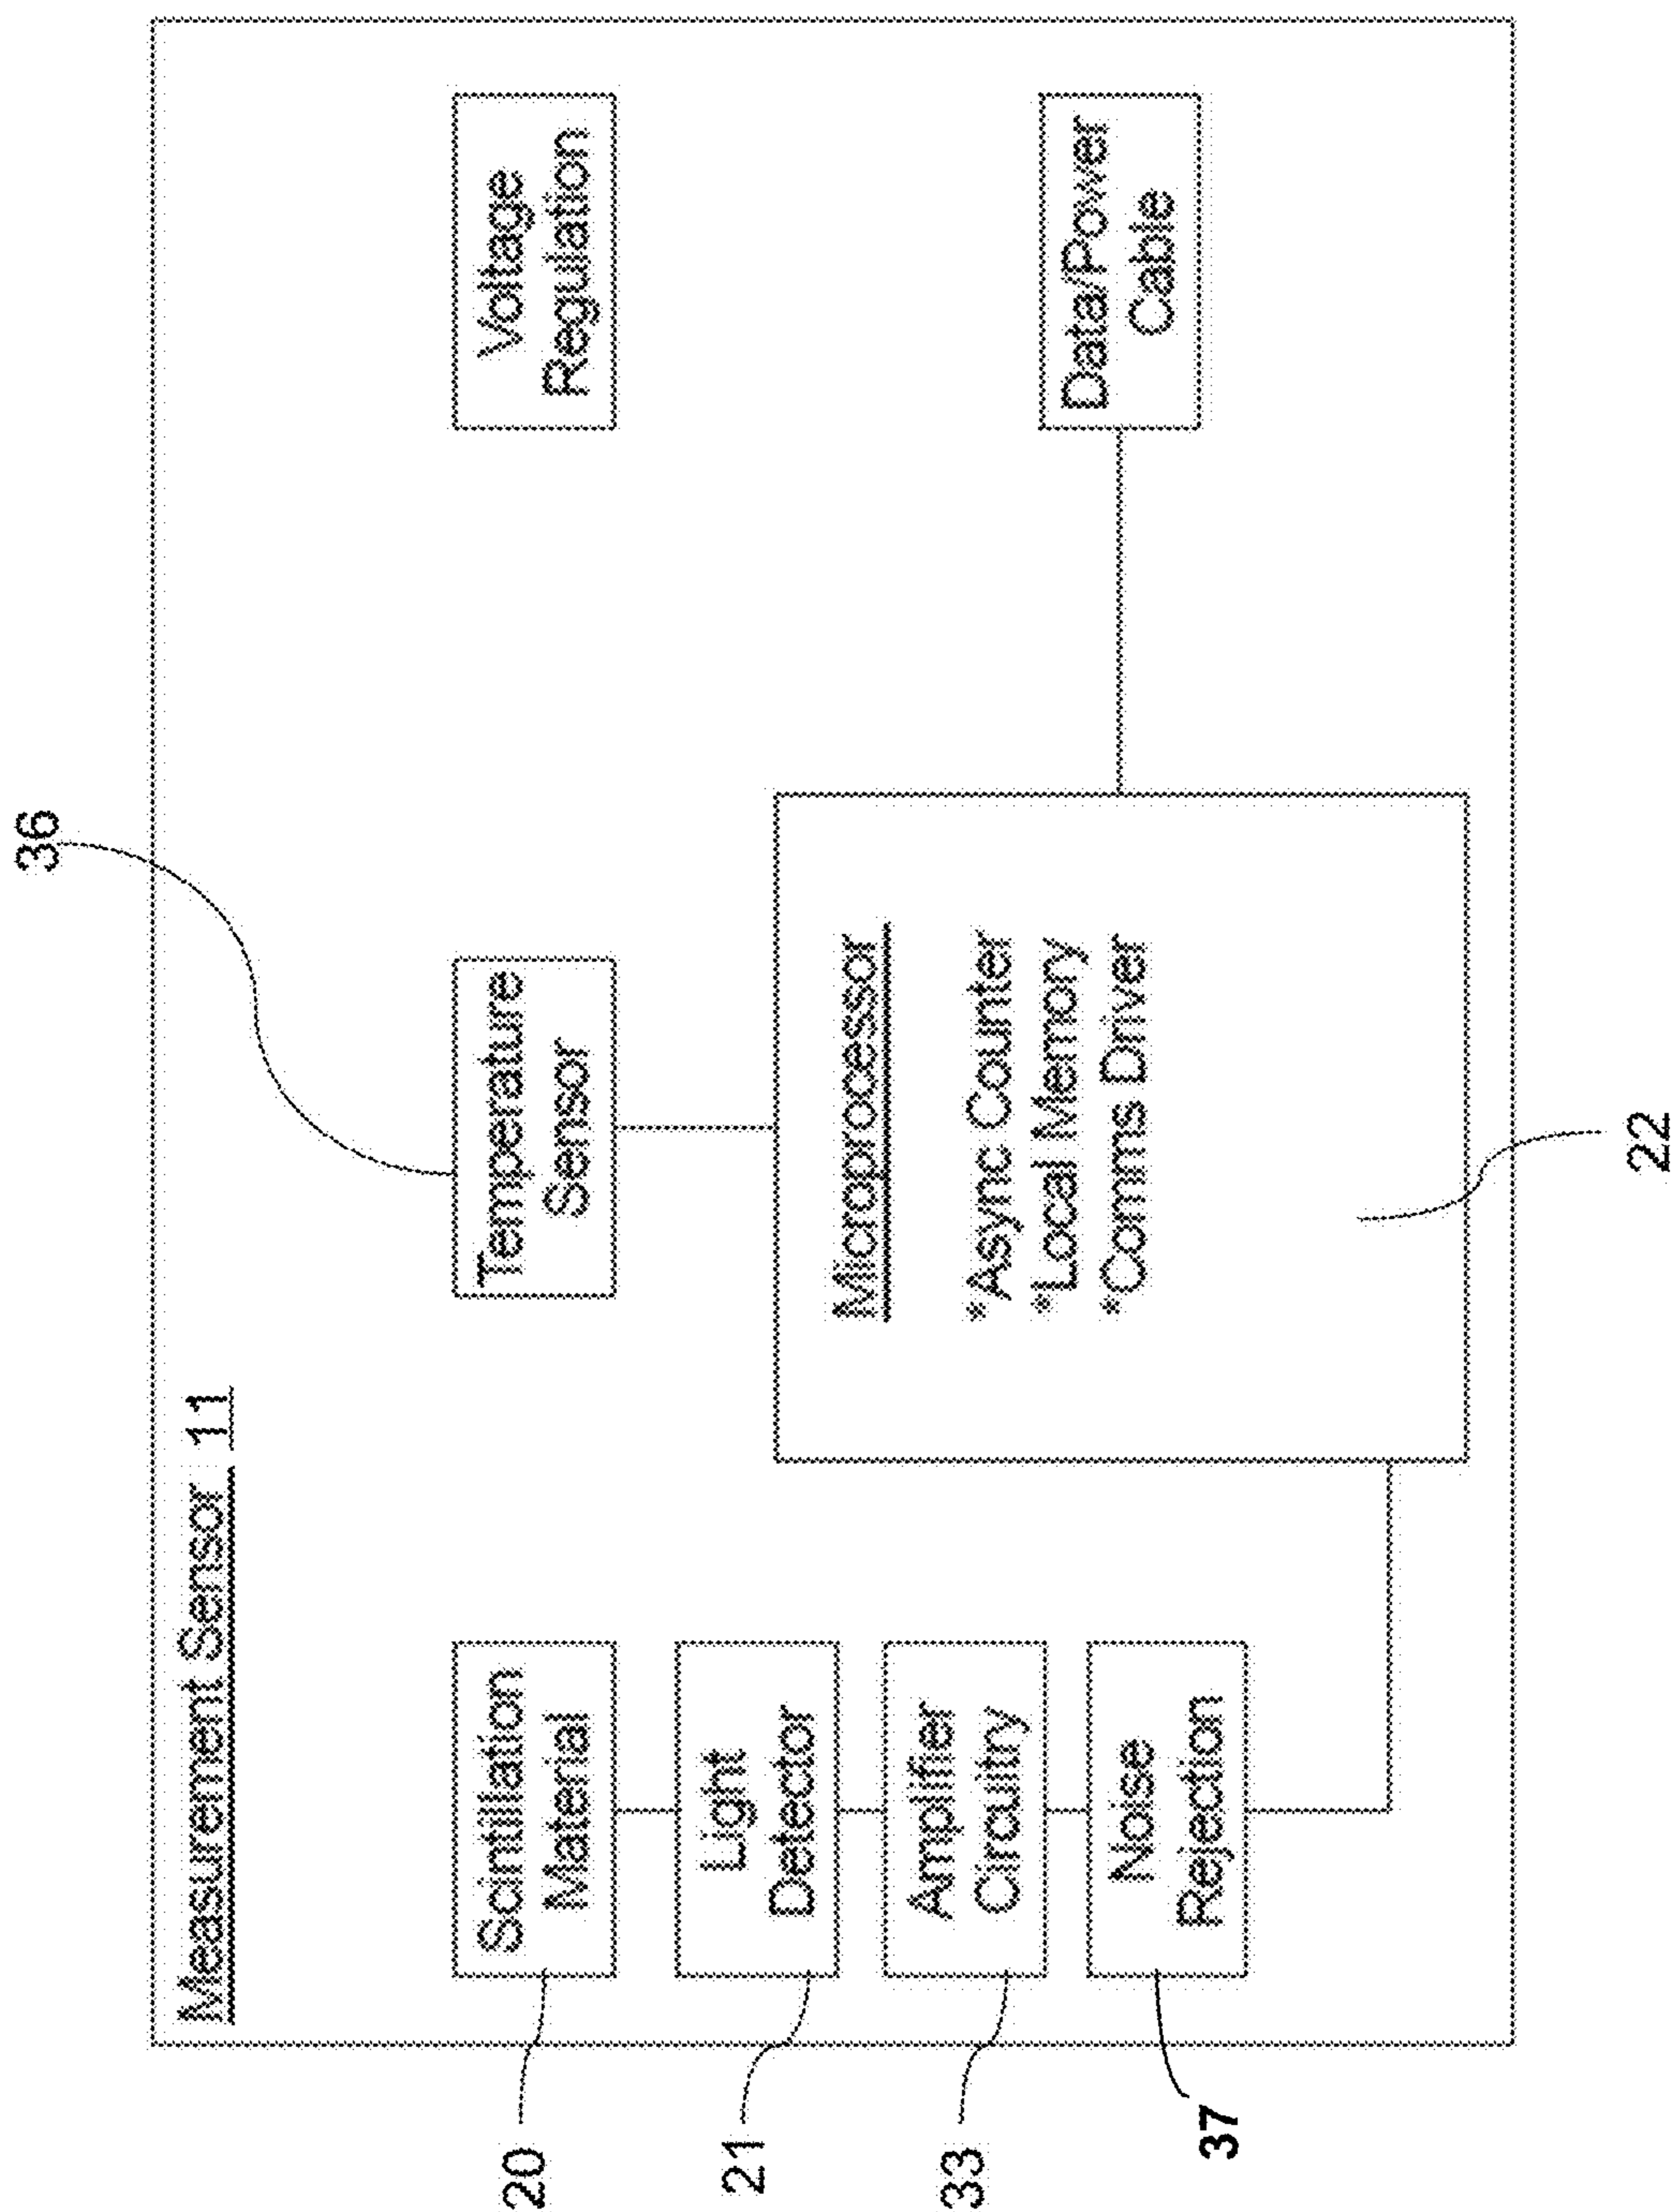 Measurement Sensor 11
36
Scintillation
Material
Temperature
Sensor
Voltage
Regulation
20
Light
Detector
21
Amplifier
Circuitry
33
Noise
Rejection
37
Microprocessor
*Async Counter
*Local Memory
*Comms Driver
22
Data/Power
Cable